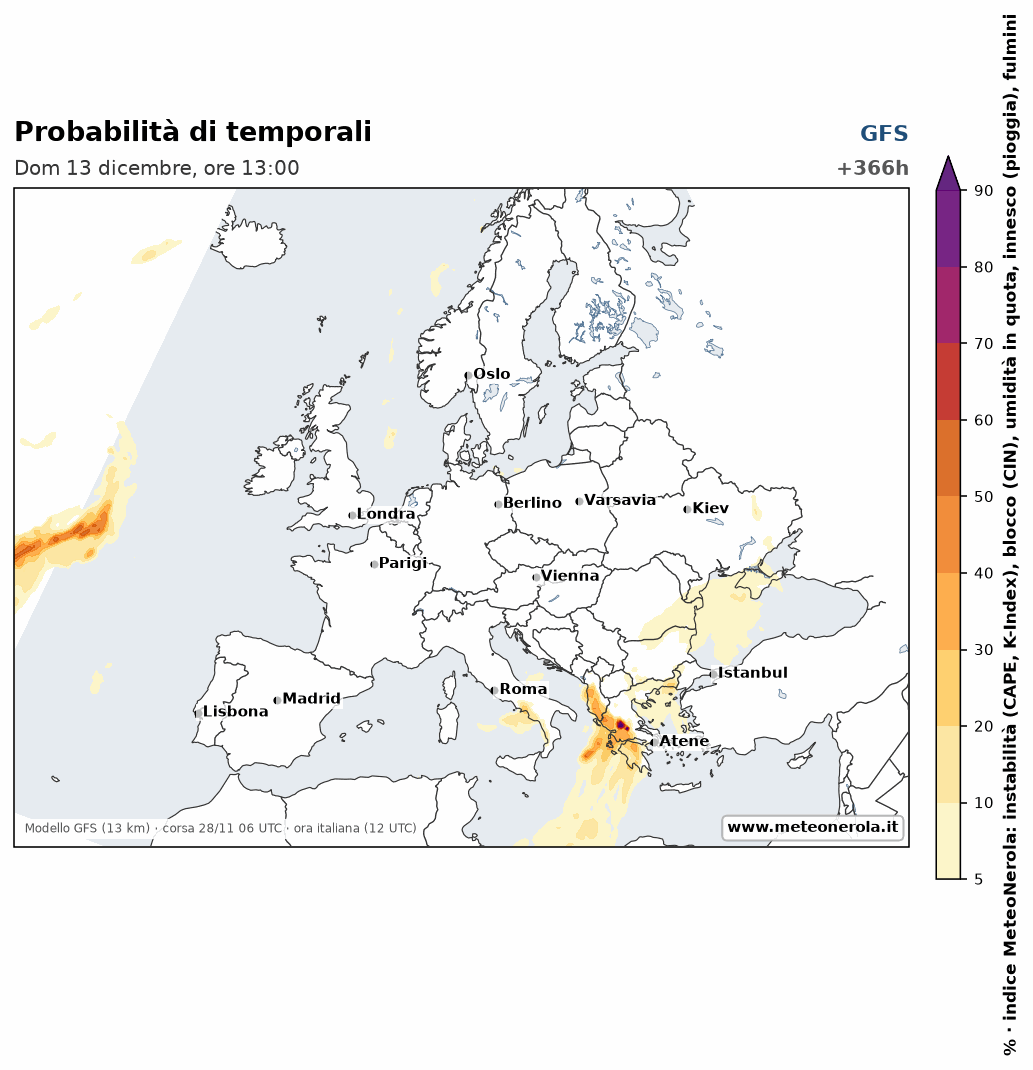 Probabilità di temporali
GFS
Dom 13 dicembre, ore 13:00
+366h
90
80
70
60
50
40
30
20
10
5
% · indice MeteoNerola: instabilità (CAPE, K-Index), blocco (CIN), umidità in quota, innesco (pioggia), fulmini
Oslo
Berlino
Varsavia
Kiev
Londra
Parigi
Vienna
Istanbul
Roma
Madrid
Lisbona
Atene
Modello GFS (13 km) · corsa 28/11 06 UTC · ora italiana (12 UTC)
www.meteonerola.it